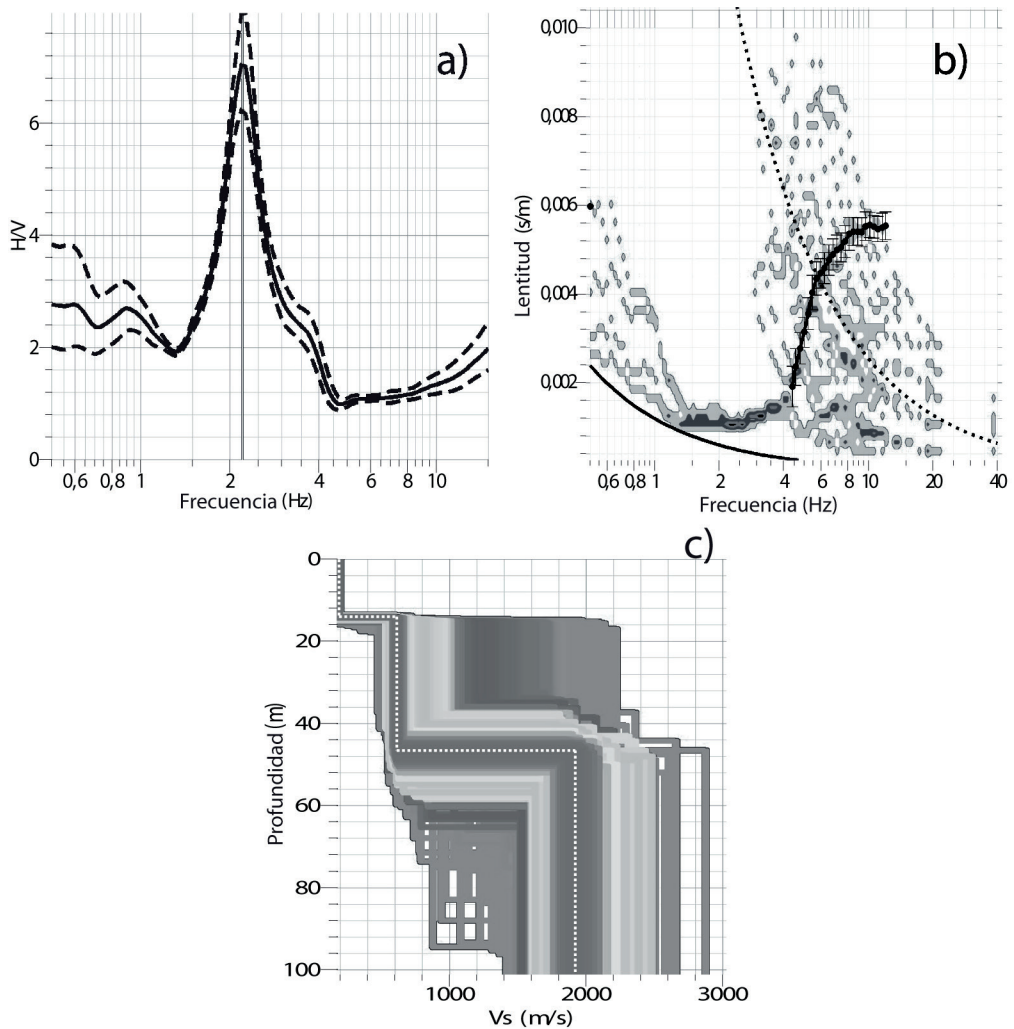 a)
H/V
6
4
2
0
0,6 0,8 1 2 4 6 8 10
Frecuencia (Hz)
b)
Lentitud (s/m)
0,010
0,008
0,006
0,004
0,002
0,6 0,8 1 2 4 6 8 10 20 40
Frecuencia (Hz)
c)
Profundidad (m)
0
20
40
60
80
100
1000 2000 3000
Vs (m/s)